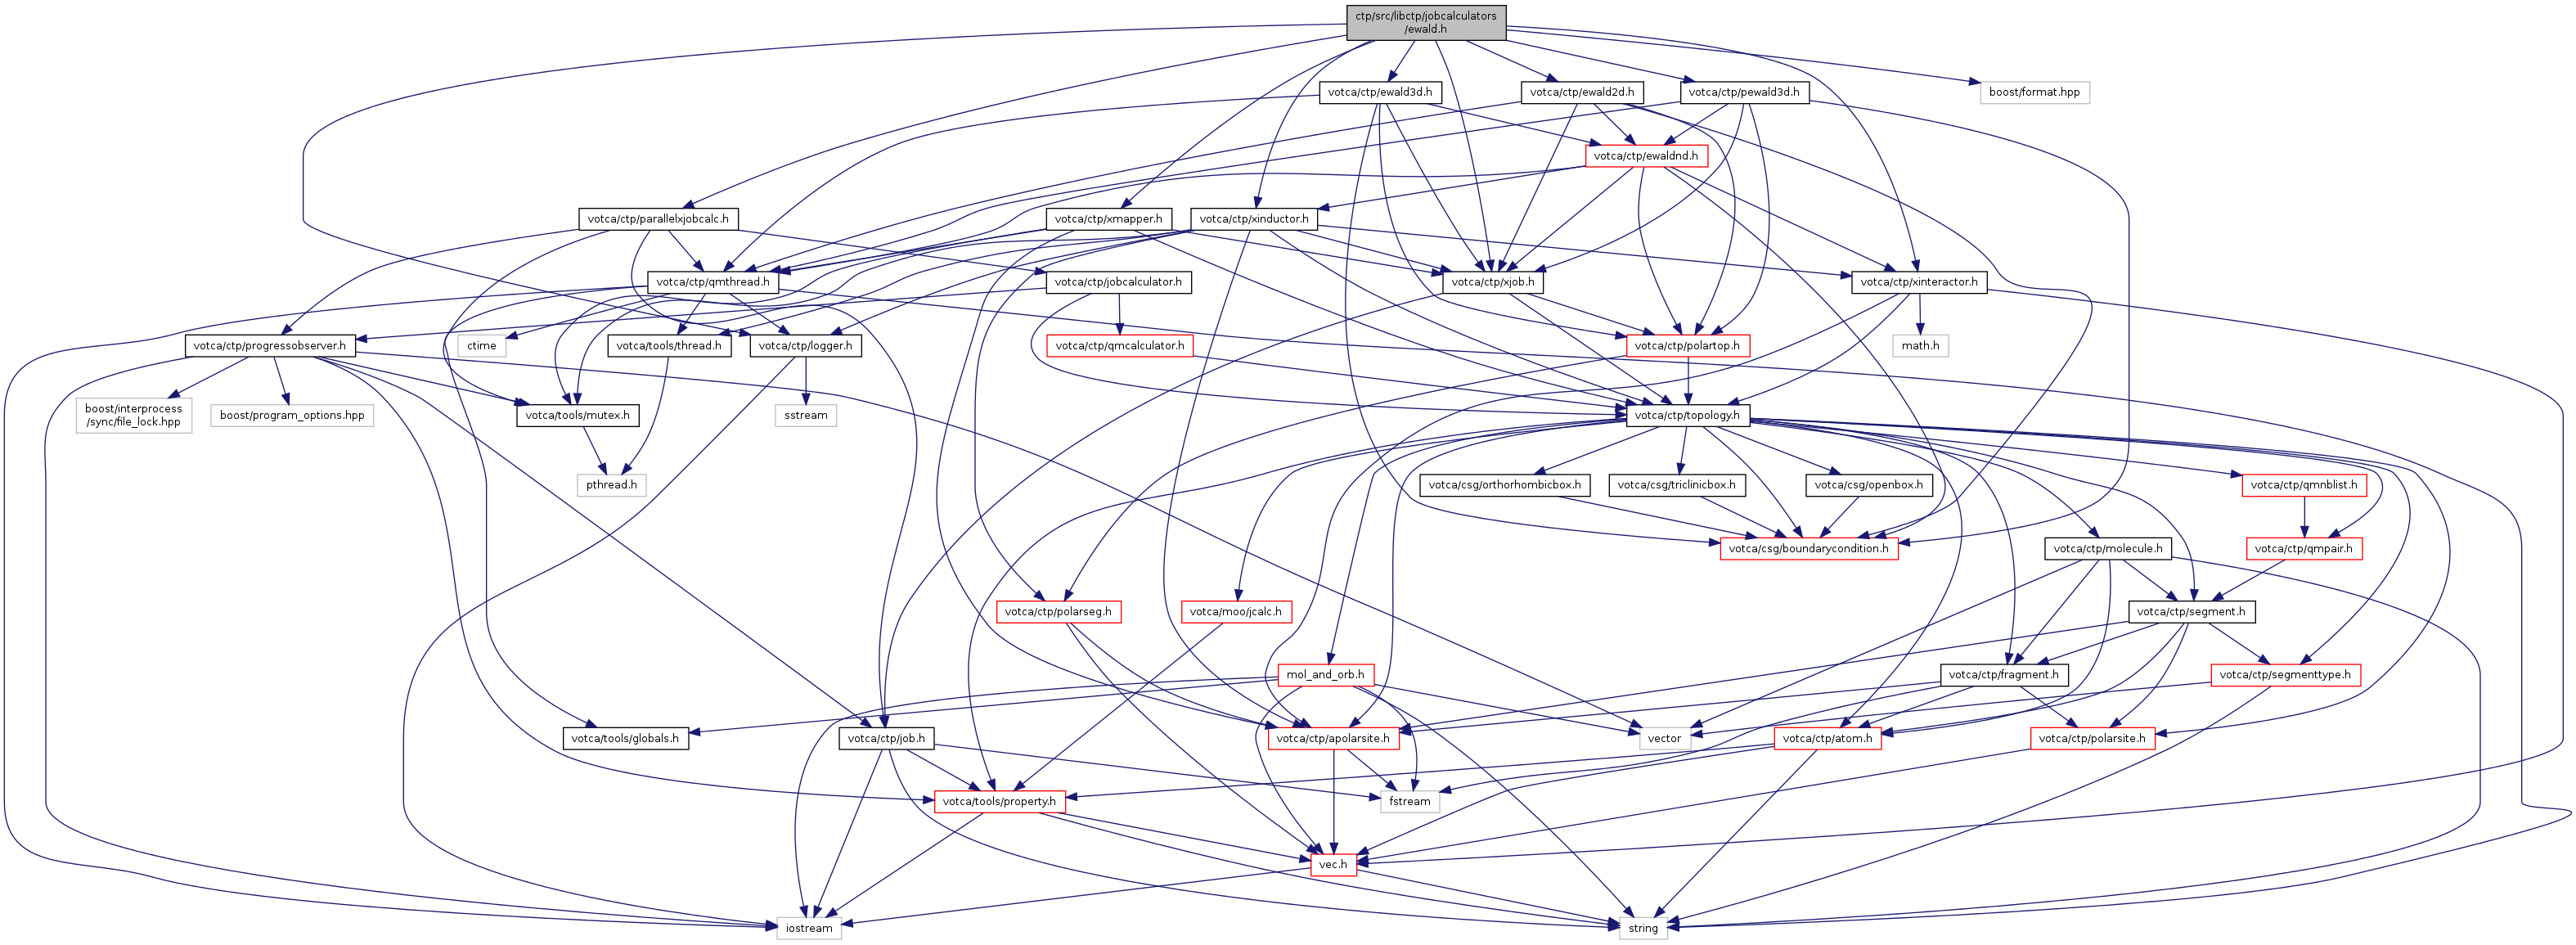 ctp/src/libctp/jobcalculators
/ewald.h
votca/ctp/ewald3d.h
votca/ctp/ewald2d.h
votca/ctp/pewald3d.h
boost/format.hpp
votca/ctp/ewaldnd.h
votca/ctp/parallelxjobcalc.h
votca/ctp/xmapper.h
votca/ctp/xinductor.h
votca/ctp/qmthread.h
votca/ctp/jobcalculator.h
votca/ctp/xjob.h
votca/ctp/xinteractor.h
votca/ctp/progressobserver.h
ctime
votca/tools/thread.h
votca/ctp/logger.h
votca/ctp/qmcalculator.h
votca/ctp/polartop.h
math.h
boost/interprocess
/sync/file_lock.hpp
boost/program_options.hpp
votca/tools/mutex.h
sstream
votca/ctp/topology.h
pthread.h
votca/csg/orthorhombicbox.h
votca/csg/triclinicbox.h
votca/csg/openbox.h
votca/ctp/qmnblist.h
votca/csg/boundarycondition.h
votca/ctp/molecule.h
votca/ctp/qmpair.h
votca/ctp/polarseg.h
votca/moo/jcalc.h
votca/ctp/segment.h
mol_and_orb.h
votca/ctp/fragment.h
votca/ctp/segmenttype.h
votca/tools/globals.h
votca/ctp/job.h
votca/ctp/apolarsite.h
vector
votca/ctp/atom.h
votca/ctp/polarsite.h
votca/tools/property.h
fstream
vec.h
iostream
string